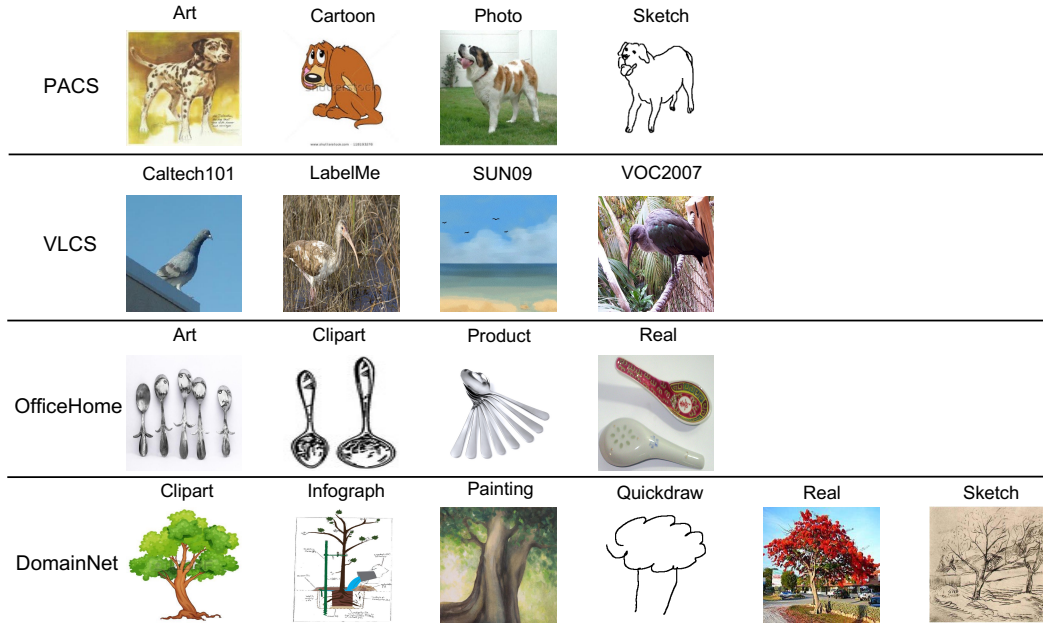 Art Cartoon Photo Sketch
PACS
Caltech101 LabelMe SUN09 VOC2007
VLCS
Art Clipart Product Real
OfficeHome
Clipart Infograph Painting Quickdraw Real Sketch
DomainNet